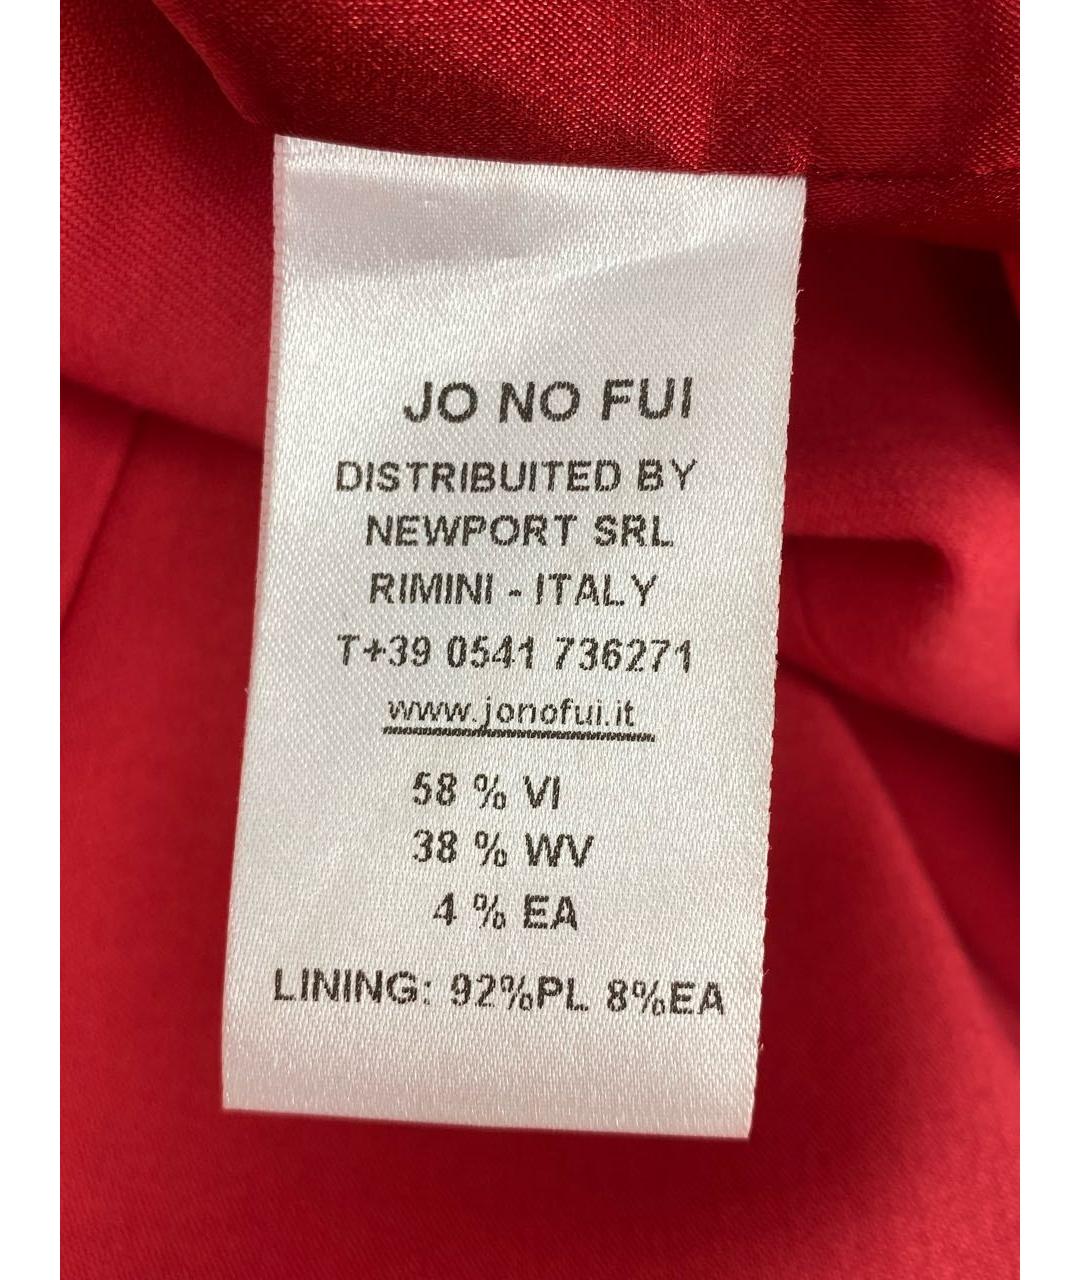 JO NO FUI
DISTRIBUITED BY
NEWPORT SRL
RIMINI - ITALY
T+39 0541 736271
www.jonofui.it
58 % VI
38 % WV
4 % EA
LINING: 92%PL 8%EA